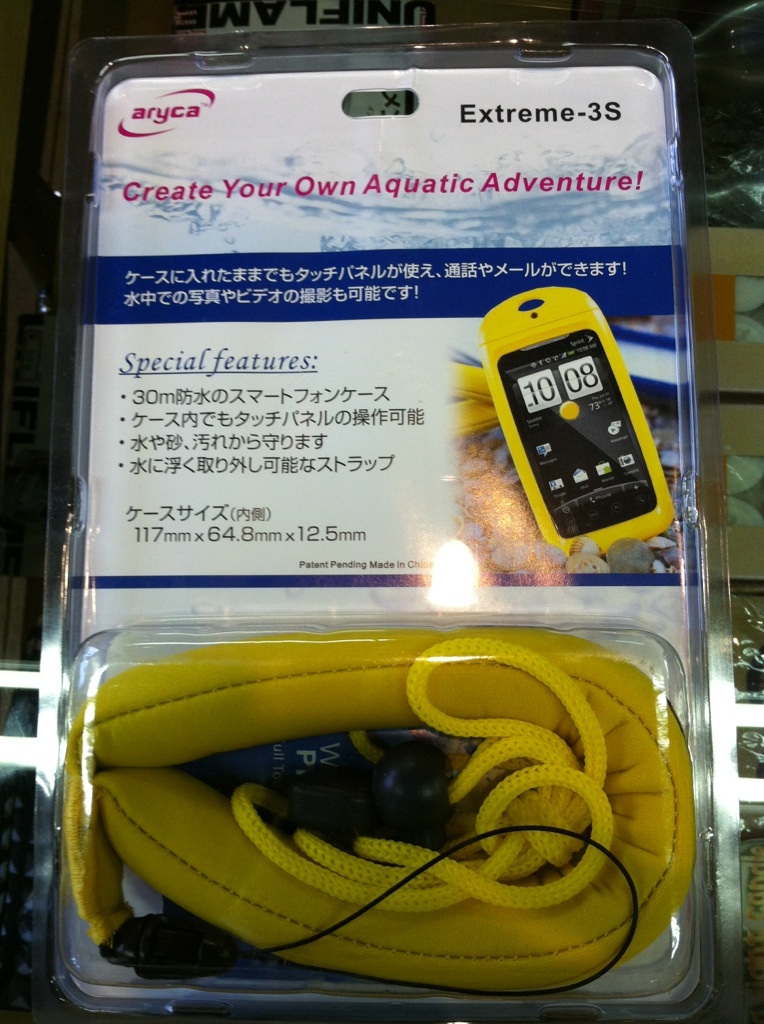 UNIFLAM
aryca™
Extreme-3S
Create Your Own Aquatic Adventure!
ケースに入れたままでもタッチパネルが使え、通話やメールができます!
水中での写真やビデオの撮影も可能です!
Special features:
・30m防水のスマートフォンケース
・ケース内でもタッチパネルの操作可能
・水や砂、汚れから守ります
・水に浮く取り外し可能なストラップ
ケースサイズ(内側)
117mm x 64.8mm x 12.5mm
Patent Pending Made in China
Sprint
10 08
73°